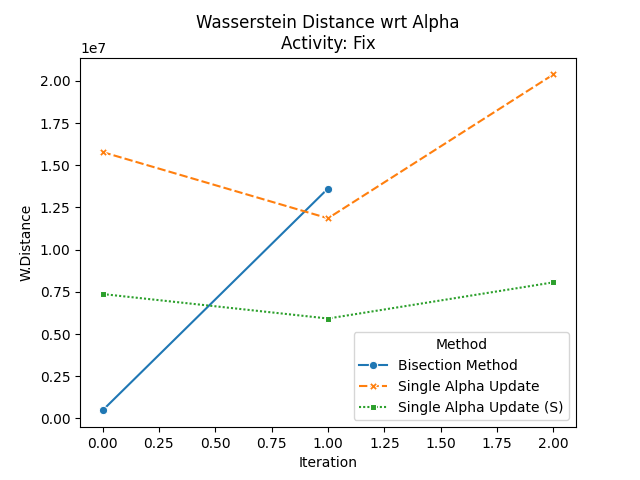 Wasserstein Distance wrt Alpha
Activity: Fix
1e7
2.00
1.75
1.50
1.25
1.00
0.75
0.50
0.25
0.00
W.Distance
0.00 0.25 0.50 0.75 1.00 1.25 1.50 1.75 2.00
Iteration
Method
Bisection Method
Single Alpha Update
Single Alpha Update (S)